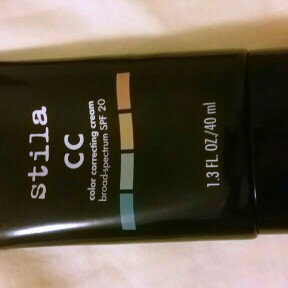 stila
CC
color correcting cream
broad-spectrum SPF 20
1.3 FL. OZ/40 ml